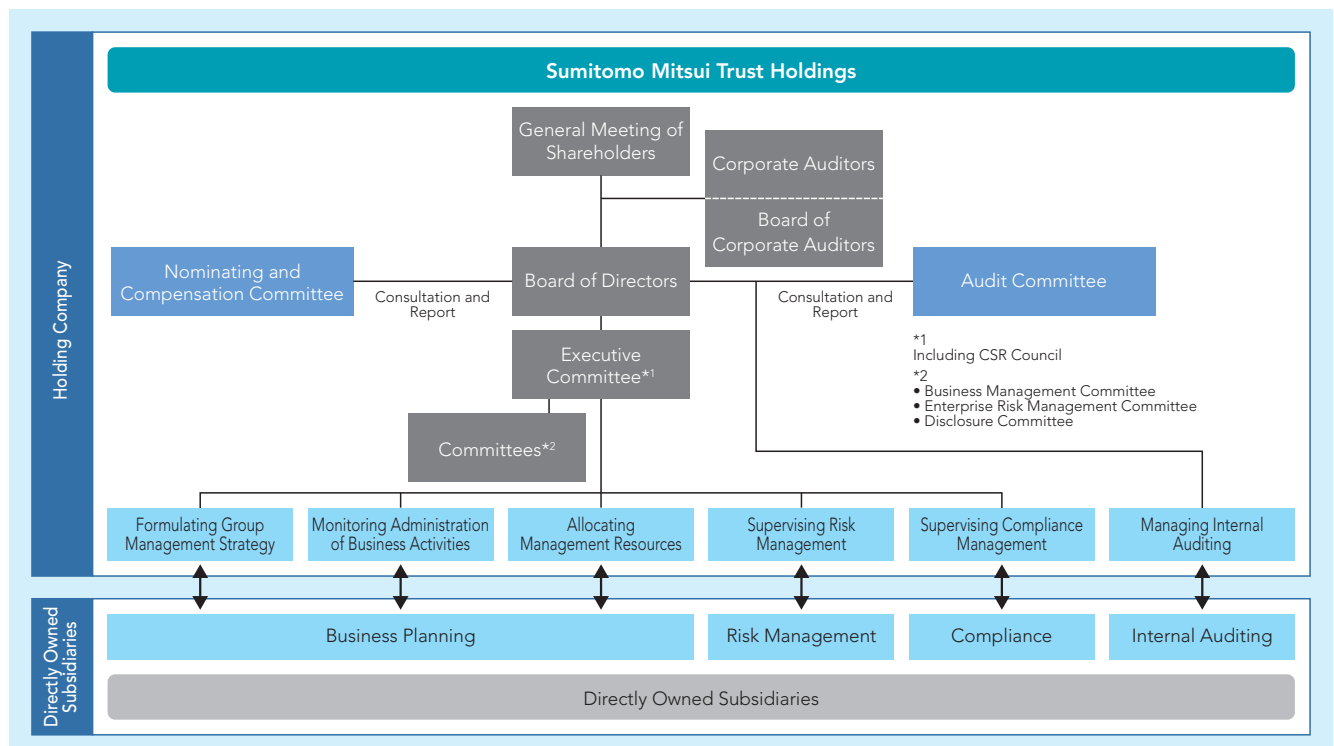 Sumitomo Mitsui Trust Holdings
Holding Company
General Meeting of
Shareholders
Corporate Auditors
Board of
Corporate Auditors
Nominating and
Compensation Committee
Consultation and
Report
Board of Directors
Consultation and
Report
Audit Committee
Executive
Committee*1
*1
Including CSR Council
*2
• Business Management Committee
• Enterprise Risk Management Committee
• Disclosure Committee
Committees*2
Formulating Group
Management Strategy
Monitoring Administration
of Business Activities
Allocating
Management Resources
Supervising Risk
Management
Supervising Compliance
Management
Managing Internal
Auditing
Directly Owned
Subsidiaries
Business Planning
Risk Management
Compliance
Internal Auditing
Directly Owned Subsidiaries